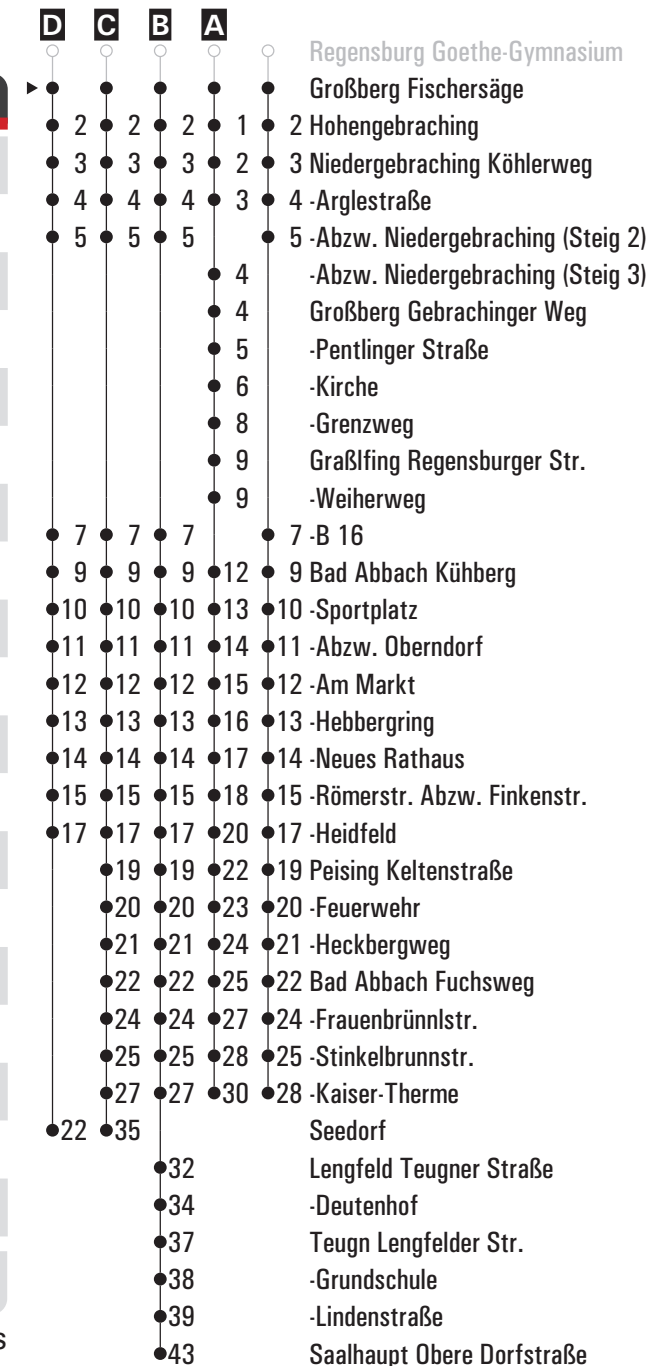 D C B A
Regensburg Goethe-Gymnasium
Großberg Fischersäge
2 2 2 1 2 Hohengebraching
3 3 3 2 3 Niedergebraching Köhlerweg
4 4 4 3 4 -Arglestraße
5 5 5 5 -Abzw. Niedergebraching (Steig 2)
4 -Abzw. Niedergebraching (Steig 3)
4 Großberg Gebrachinger Weg
5 -Pentlinger Straße
6 -Kirche
8 -Grenzweg
9 Graßlfing Regensburger Str.
9 -Weiherweg
7 7 7 7 -B 16
9 9 9 12 9 Bad Abbach Kühberg
10 10 10 13 10 -Sportplatz
11 11 11 14 11 -Abzw. Oberndorf
12 12 12 15 12 -Am Markt
13 13 13 16 13 -Hebbergring
14 14 14 17 14 -Neues Rathaus
15 15 15 18 15 -Römerstr. Abzw. Finkenstr.
17 17 17 20 17 -Heidfeld
19 19 22 19 Peising Keltenstraße
20 20 23 20 -Feuerwehr
21 21 24 21 -Heckbergweg
22 22 25 22 Bad Abbach Fuchsweg
24 24 27 24 -Frauenbrünnlstr.
25 25 28 25 -Stinkelbrunnstr.
27 27 30 28 -Kaiser-Therme
22 35 Seedorf
32 Lengfeld Teugner Straße
34 -Deutenhof
37 Teugn Lengfelder Str.
38 -Grundschule
39 -Lindenstraße
s
43 Saalhaupt Obere Dorfstraße